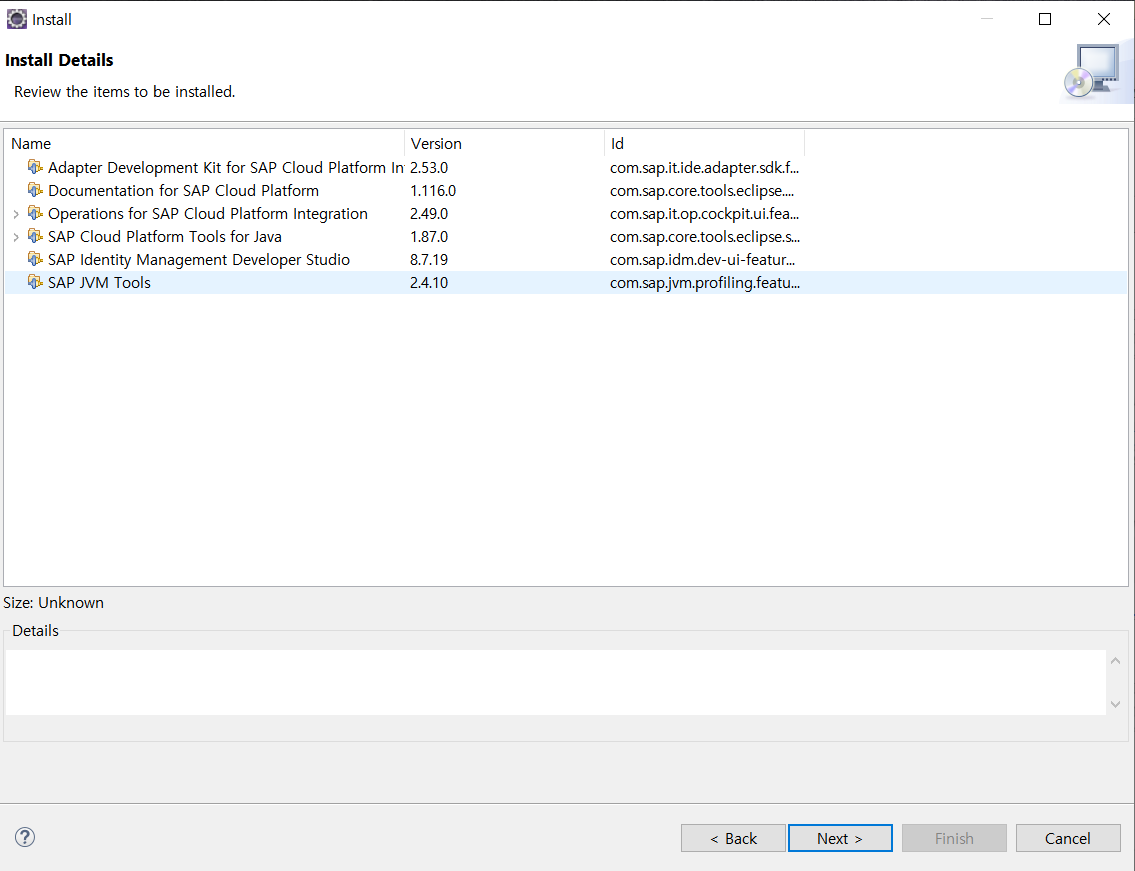 Install
Install Details
Review the items to be installed.
Name Version Id
Adapter Development Kit for SAP Cloud Platform In 2.53.0 com.sap.it.ide.adapter.sdk.f...
Documentation for SAP Cloud Platform 1.116.0 com.sap.core.tools.eclipse....
Operations for SAP Cloud Platform Integration 2.49.0 com.sap.it.op.cockpit.ui.fea...
SAP Cloud Platform Tools for Java 1.87.0 com.sap.core.tools.eclipse.s...
SAP Identity Management Developer Studio 8.7.19 com.sap.idm.dev-ui-featur...
SAP JVM Tools 2.4.10 com.sap.jvm.profiling.featu...
Size: Unknown
Details
? < Back Next > Finish Cancel